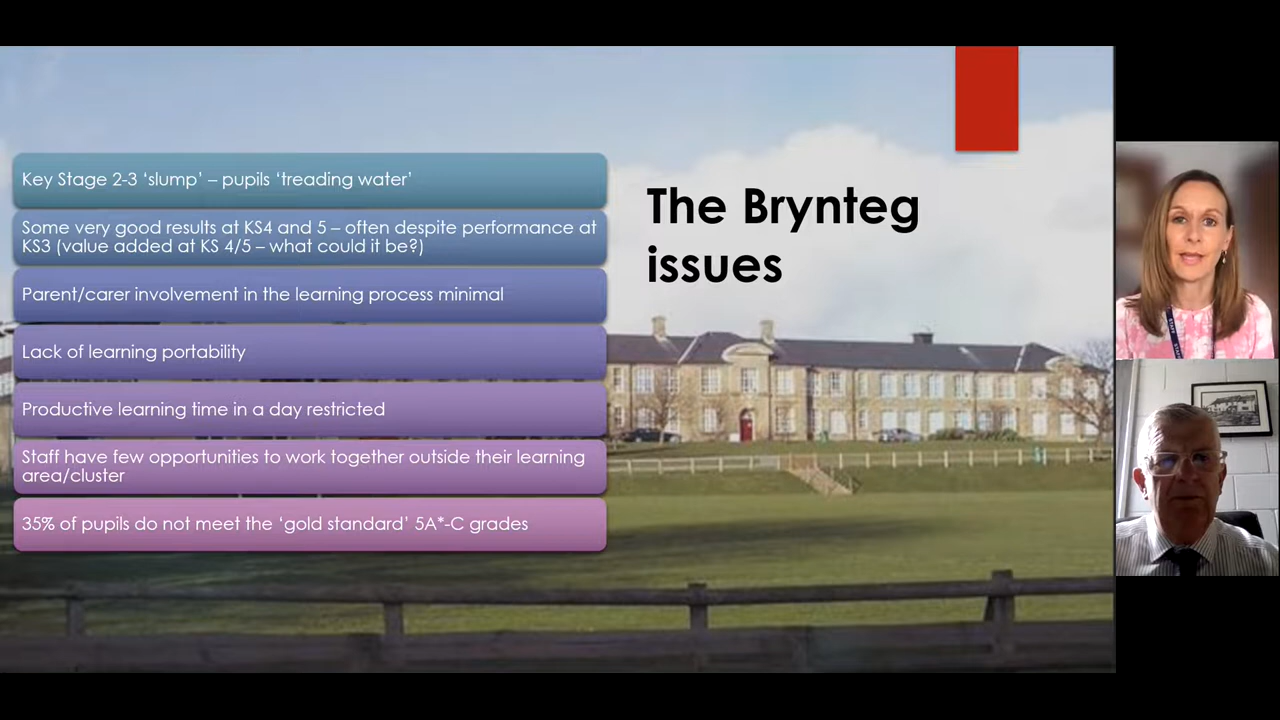 Key Stage 2-3 ‘slump’ – pupils ‘treading water’
Some very good results at KS4 and 5 – often despite performance at
KS3 (value added at KS 4/5 – what could it be?)
Parent/carer involvement in the learning process minimal
Lack of learning portability
Productive learning time in a day restricted
Staff have few opportunities to work together outside their learning
area/cluster
35% of pupils do not meet the ‘gold standard’ 5A*-C grades
The Brynteg
issues